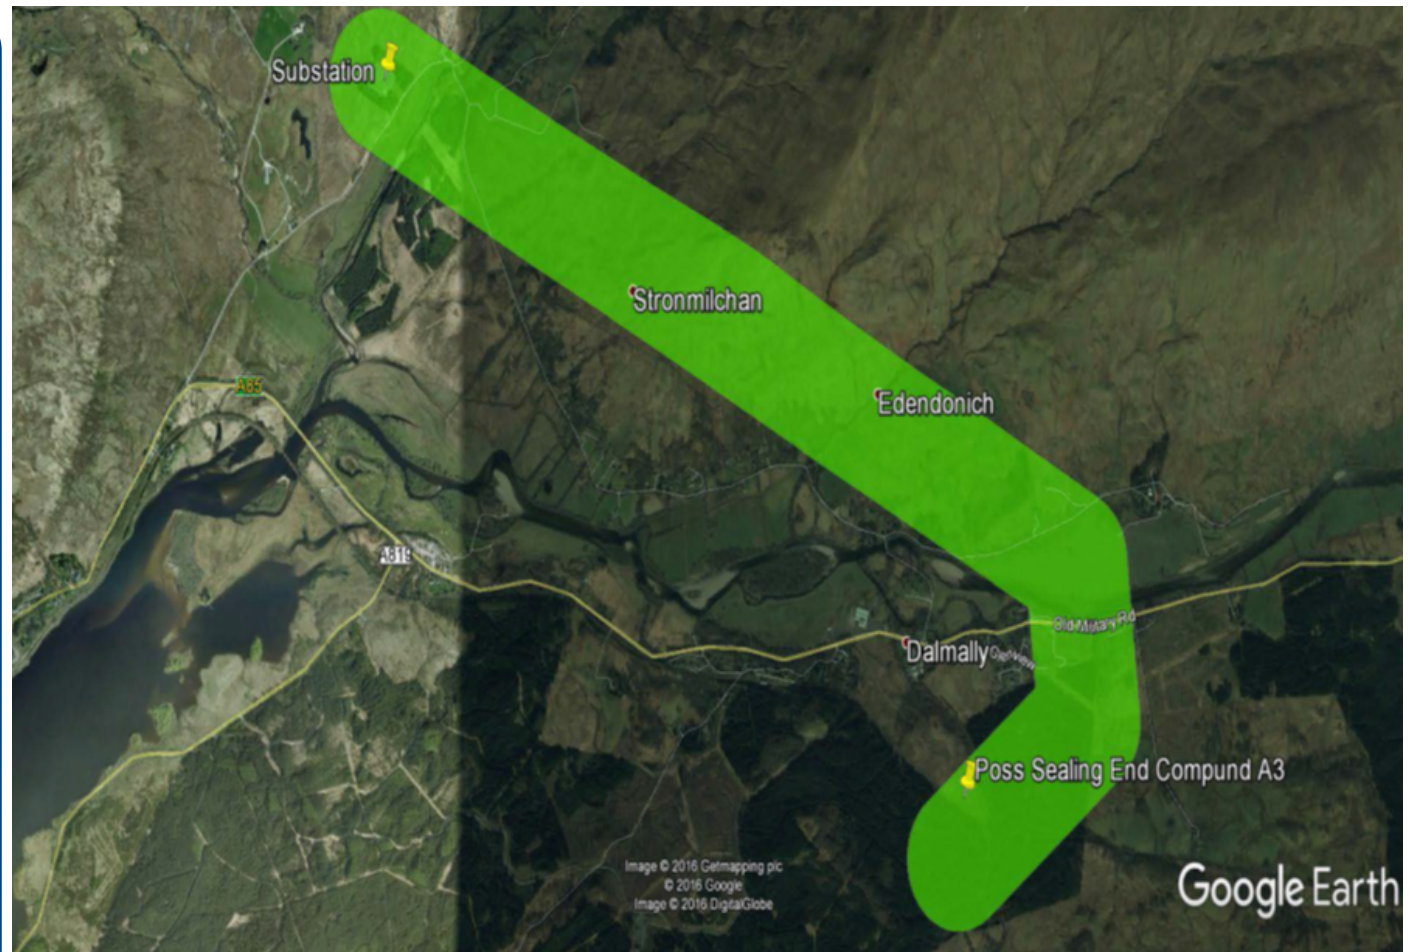 Substation
Stronmilchan
A85
Edendonich
A819
Old Military Rd
Dalmally
Poss Sealing End Compund A3
Image © 2016 Getmapping plc
© 2016 Google
Image © 2016 DigitalGlobe
Google Earth